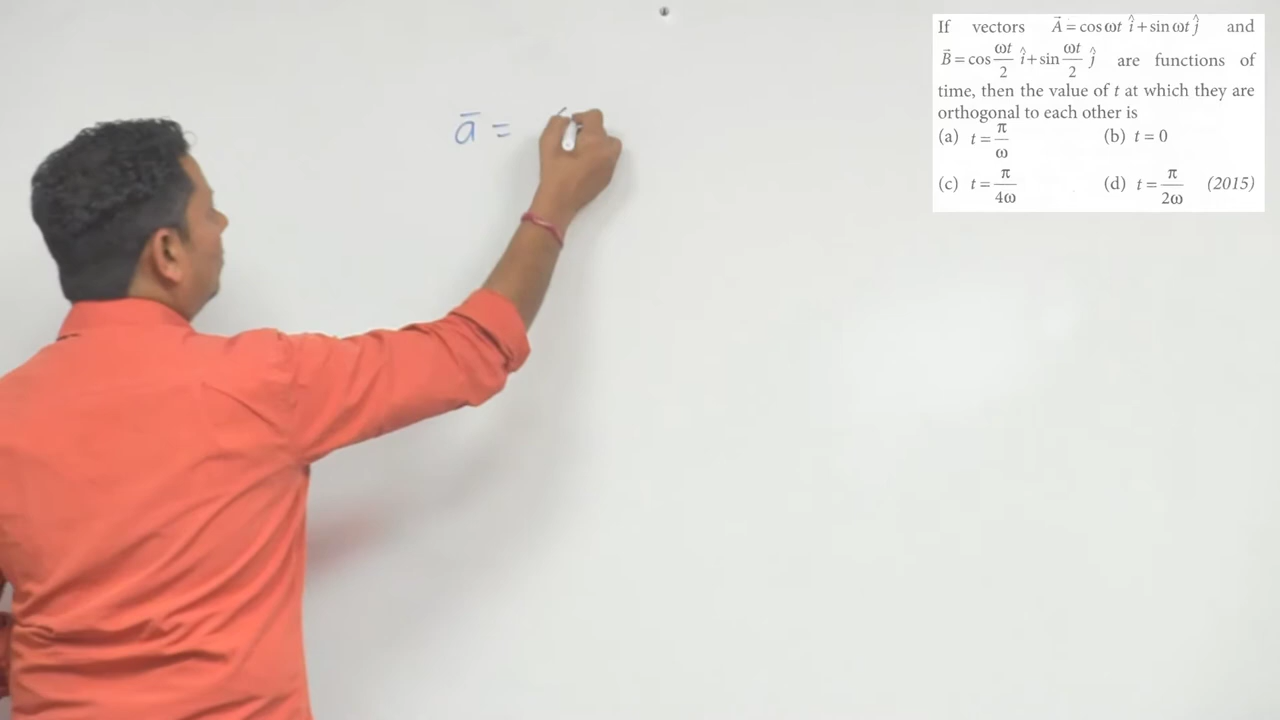 a̅ =
If vectors A⃗ = cos ωt î + sin ωt ĵ and
B⃗ = cos ωt/2 î + sin ωt/2 ĵ are functions of
time, then the value of t at which they are
orthogonal to each other is
(a) t = π/ω (b) t = 0
(c) t = π/4ω (d) t = π/2ω (2015)